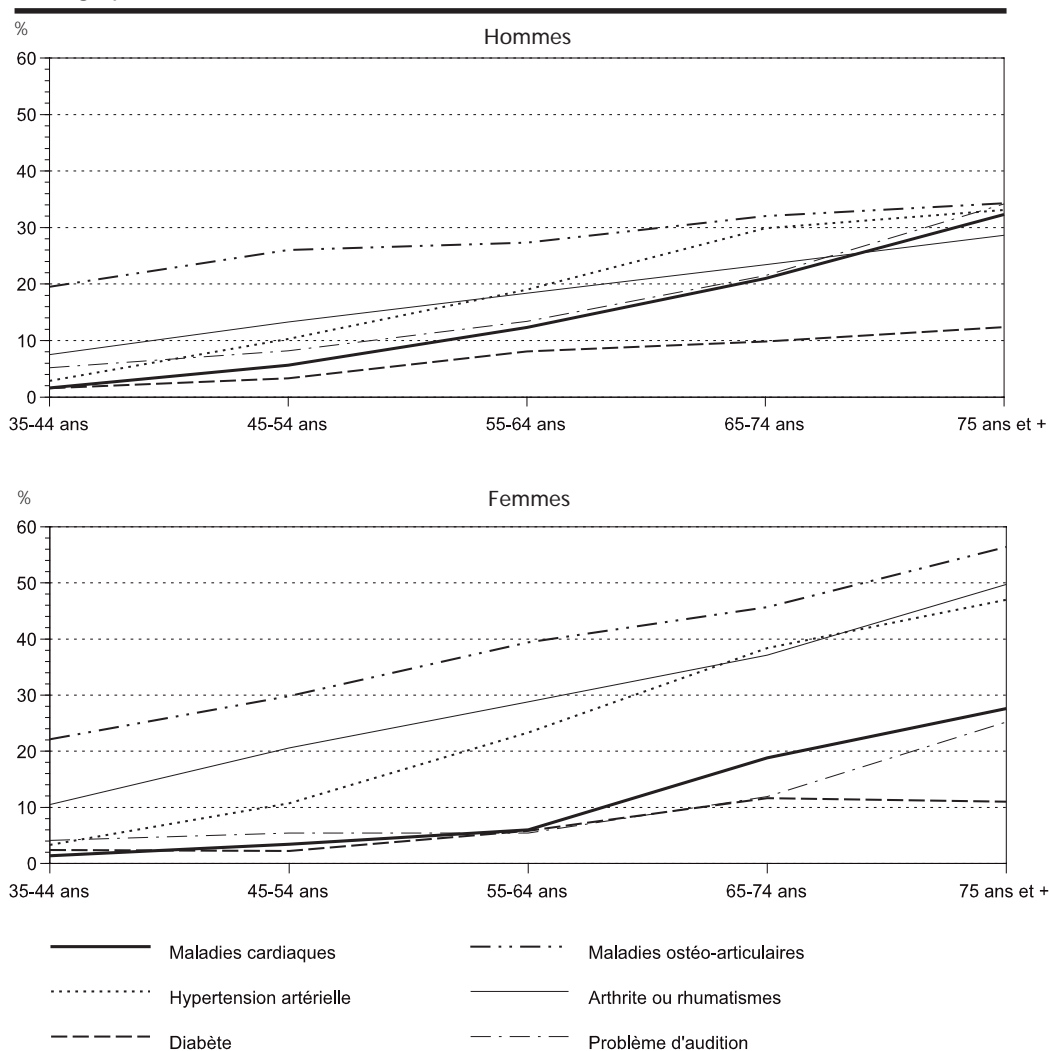 %
Hommes
60
50
40
30
20
10
0
35-44 ans 45-54 ans 55-64 ans 65-74 ans 75 ans et +
%
Femmes
60
50
40
30
20
10
0
35-44 ans 45-54 ans 55-64 ans 65-74 ans 75 ans et +
Maladies cardiaques Maladies ostéo-articulaires
Hypertension artérielle Arthrite ou rhumatismes
Diabète Problème d'audition